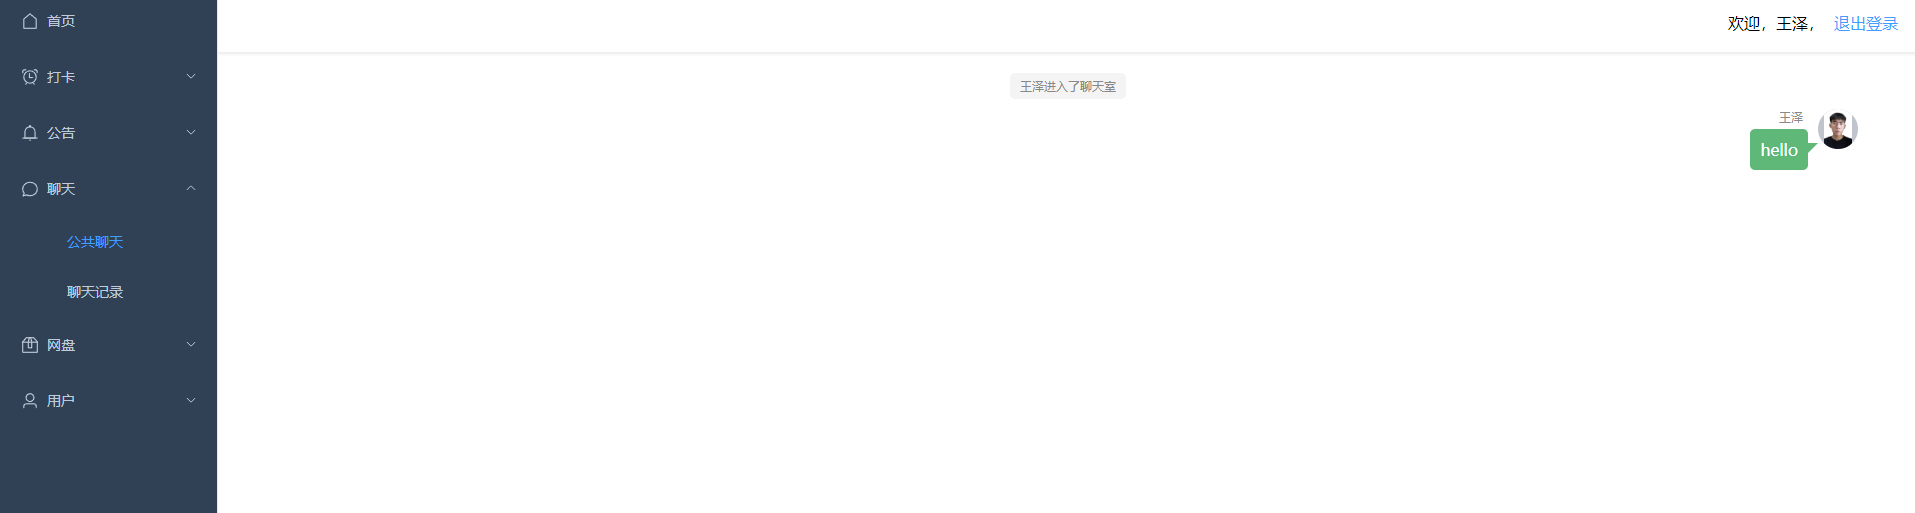 首页
打卡
公告
聊天
公共聊天
聊天记录
网盘
用户
欢迎，王泽， 退出登录
王泽进入了聊天室
王泽
hello